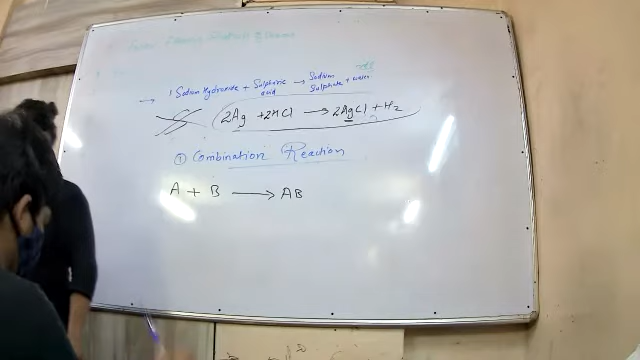 → 1 Sodium Hydroxide + Sulphuric acid → Sodium Sulphate + water
2Ag + 2HCl → 2AgCl + H₂
① Combination Reaction
A + B → AB